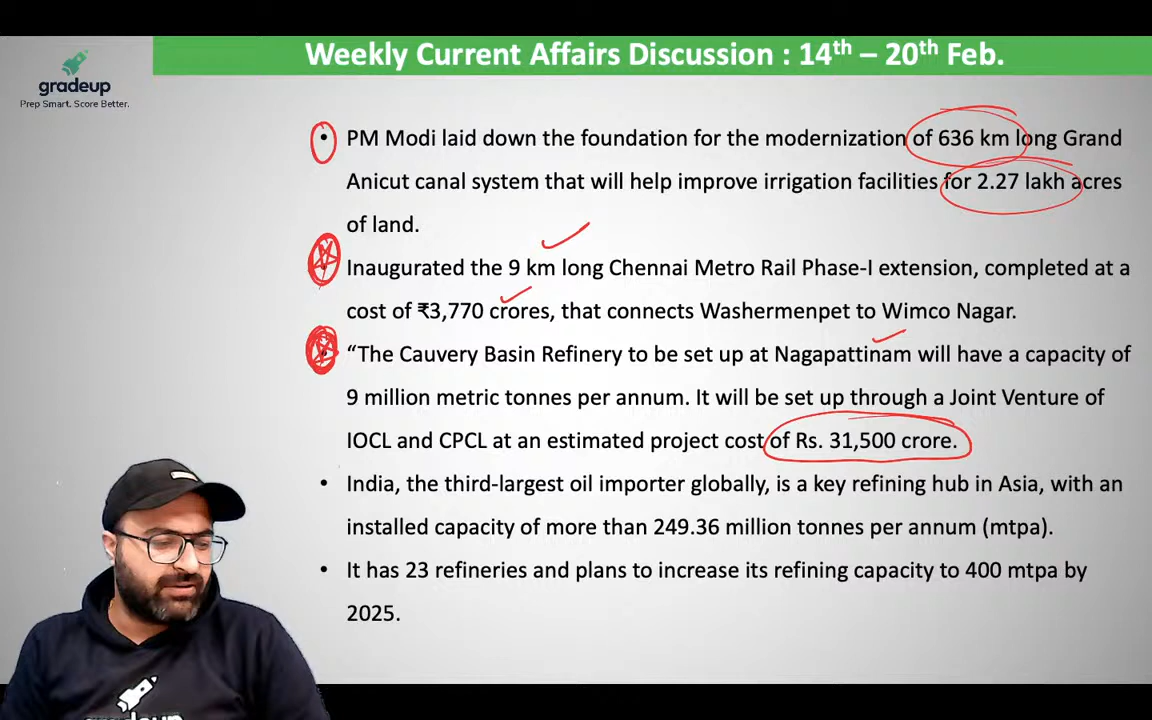 Weekly Current Affairs Discussion : 14th – 20th Feb.
gradeup
Prep Smart. Score Better.
• PM Modi laid down the foundation for the modernization of 636 km long Grand
Anicut canal system that will help improve irrigation facilities for 2.27 lakh acres
of land.
Inaugurated the 9 km long Chennai Metro Rail Phase-I extension, completed at a
cost of ₹3,770 crores, that connects Washermenpet to Wimco Nagar.
“The Cauvery Basin Refinery to be set up at Nagapattinam will have a capacity of
9 million metric tonnes per annum. It will be set up through a Joint Venture of
IOCL and CPCL at an estimated project cost of Rs. 31,500 crore.
• India, the third-largest oil importer globally, is a key refining hub in Asia, with an
installed capacity of more than 249.36 million tonnes per annum (mtpa).
• It has 23 refineries and plans to increase its refining capacity to 400 mtpa by
2025.
gradeup